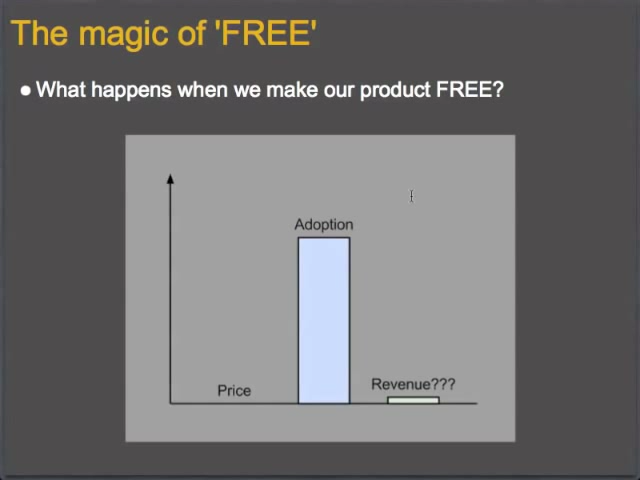 The magic of 'FREE'
● What happens when we make our product FREE?
Adoption
Revenue???
Price